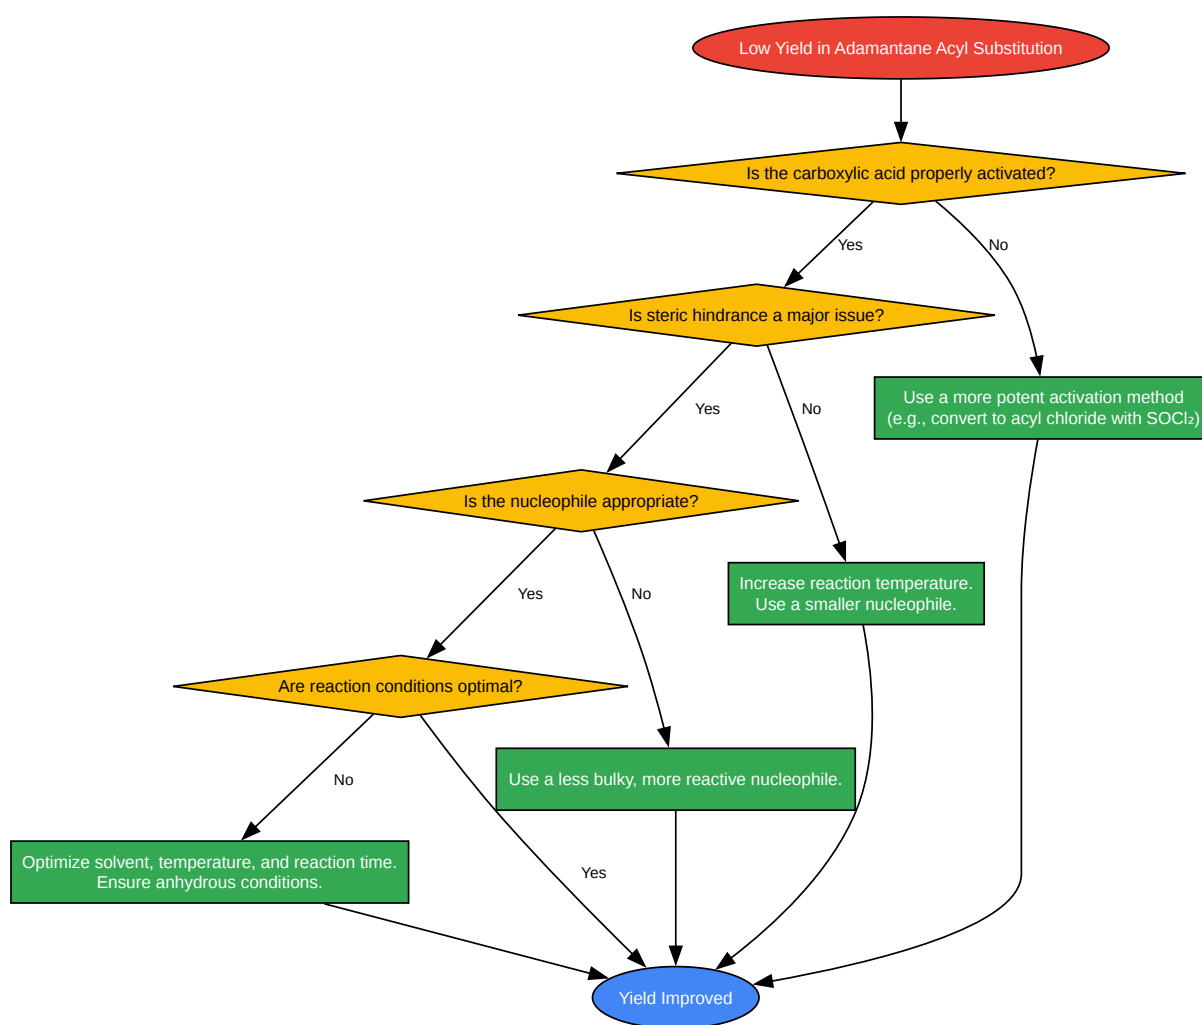 Low Yield in Adamantane Acyl Substitution
Is the carboxylic acid properly activated?
Yes
No
Is steric hindrance a major issue?
Use a more potent activation method
(e.g., convert to acyl chloride with SOCl₂)
Yes
No
Is the nucleophile appropriate?
Increase reaction temperature.
Use a smaller nucleophile.
Yes
No
Are reaction conditions optimal?
Use a less bulky, more reactive nucleophile.
No
Optimize solvent, temperature, and reaction time.
Ensure anhydrous conditions.
Yes
Yield Improved